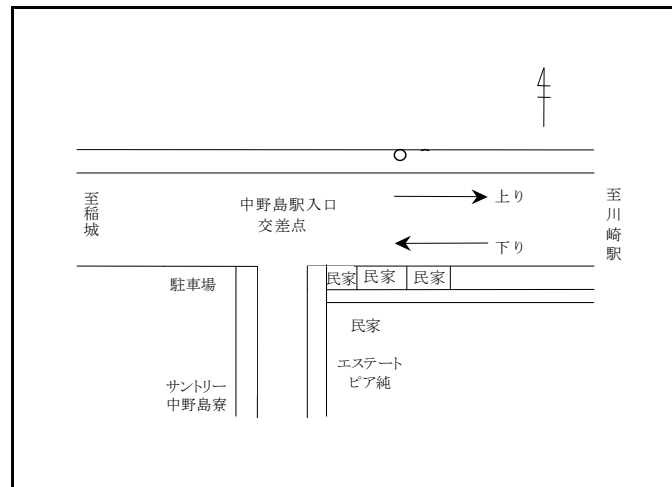 至稲城
中野島駅入口
交差点
上り
下り
至川崎駅
駐車場
民家
民家
民家
民家
エステート
ピア純
サントリー
中野島寮